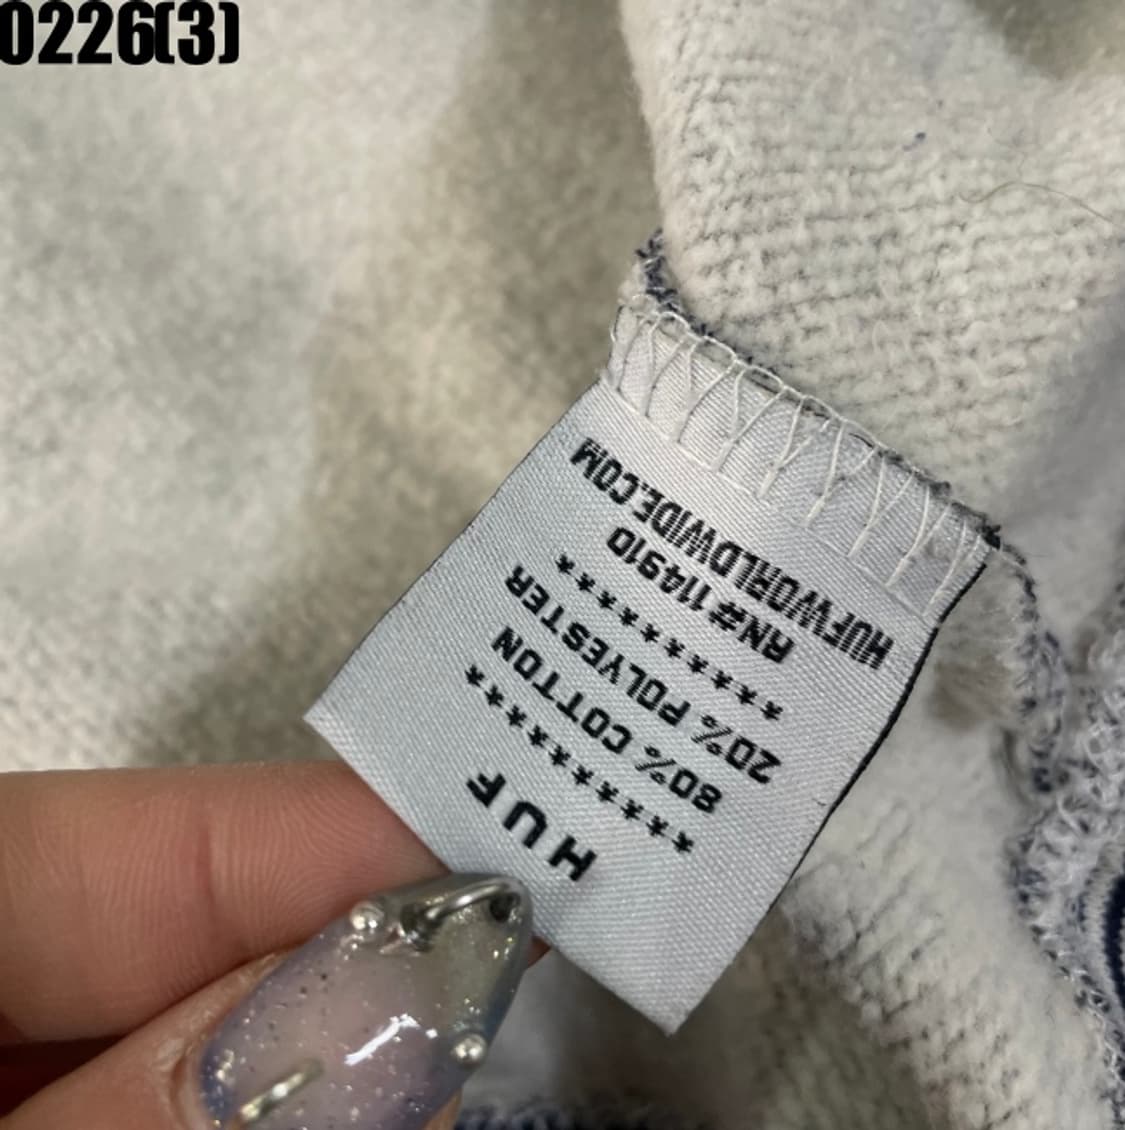 0226(3)
HUF
***********
80% COTTON
20% POLYESTER
***********
RN# 114910
HUFWORLDWIDE.COM